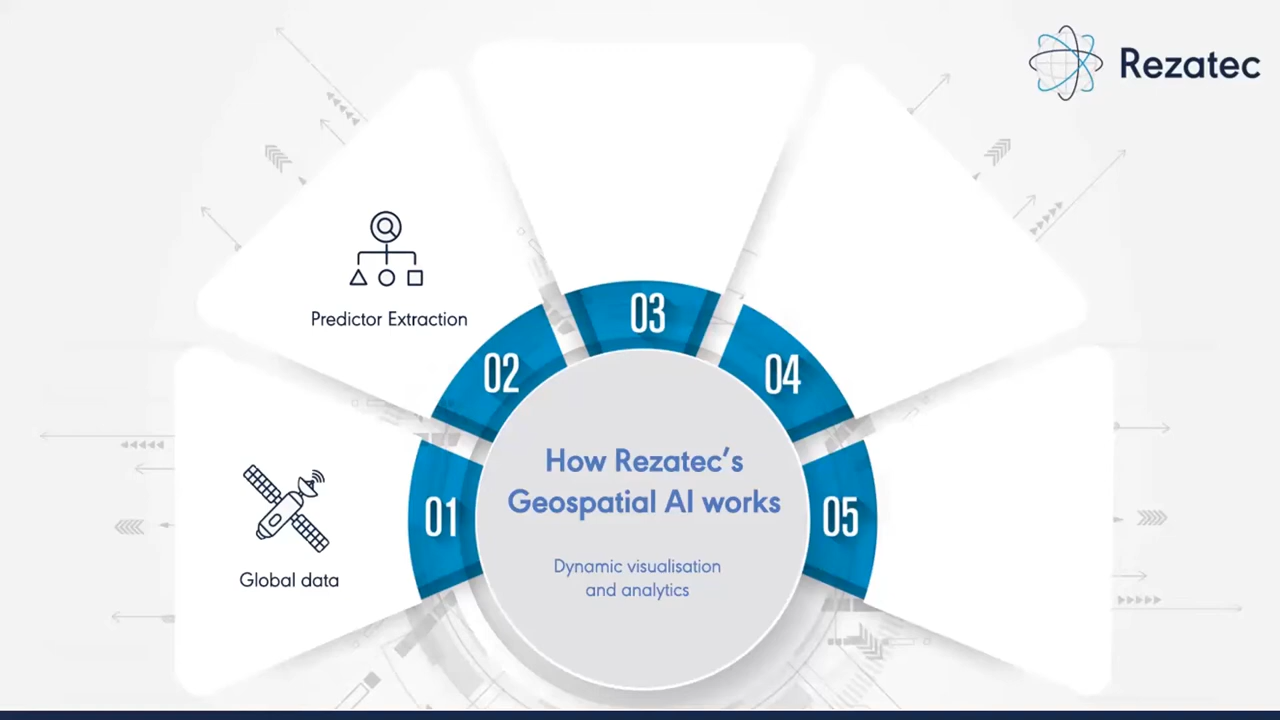 Rezatec
Predictor Extraction
03
02
04
How Rezatec's
Geospatial AI works
01
05
Dynamic visualisation
and analytics
Global data